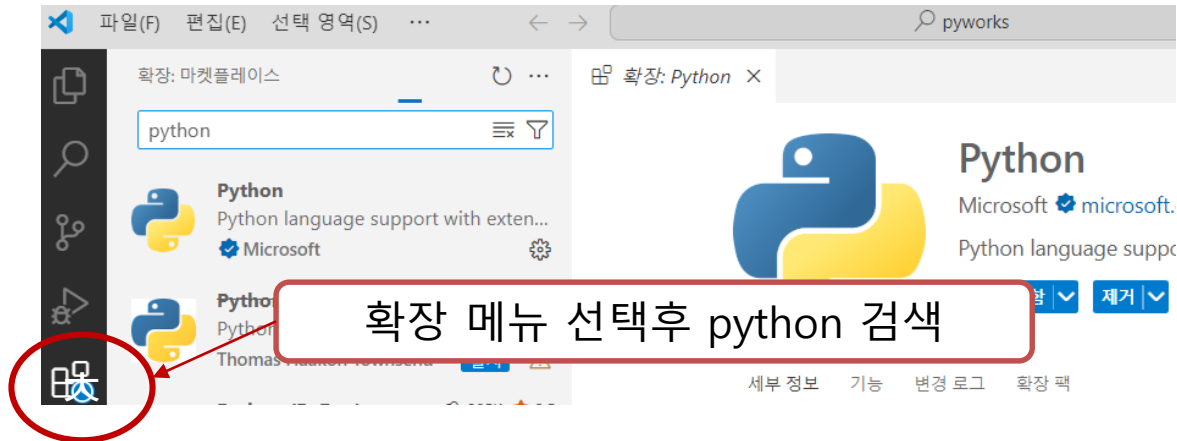 파일(F) 편집(E) 선택 영역(S) ··· ← → pyworks
확장: 마켓플레이스
확장: Python ×
python
Python
Python language support with exten...
Microsoft
Python
Microsoft microsoft.
Python language suppo
제거
확장 메뉴 선택후 python 검색
Thomas
세부 정보 기능 변경 로그 확장 팩